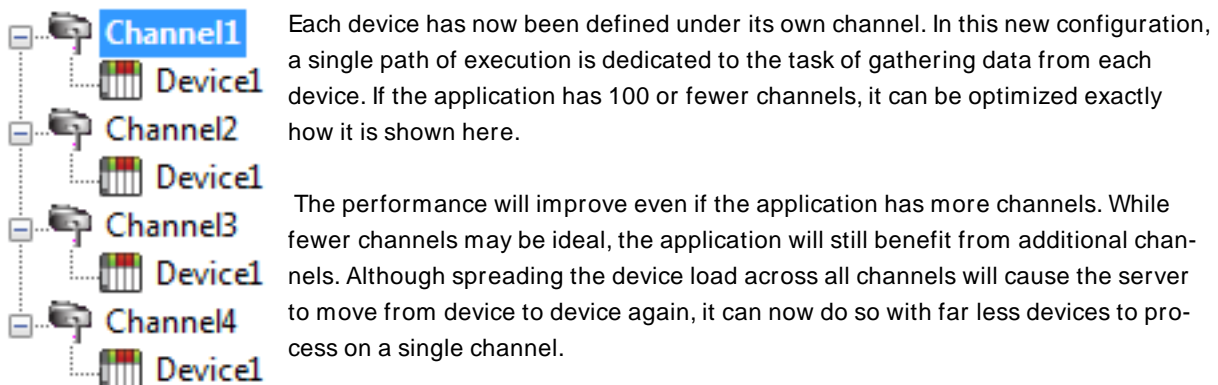 Channel1
Device1
Channel2
Device1
Channel3
Device1
Channel4
Device1
Each device has now been defined under its own channel. In this new configuration,
a single path of execution is dedicated to the task of gathering data from each
device. If the application has 100 or fewer channels, it can be optimized exactly
how it is shown here.
The performance will improve even if the application has more channels. While
fewer channels may be ideal, the application will still benefit from additional chan-
nels. Although spreading the device load across all channels will cause the server
to move from device to device again, it can now do so with far less devices to pro-
cess on a single channel.